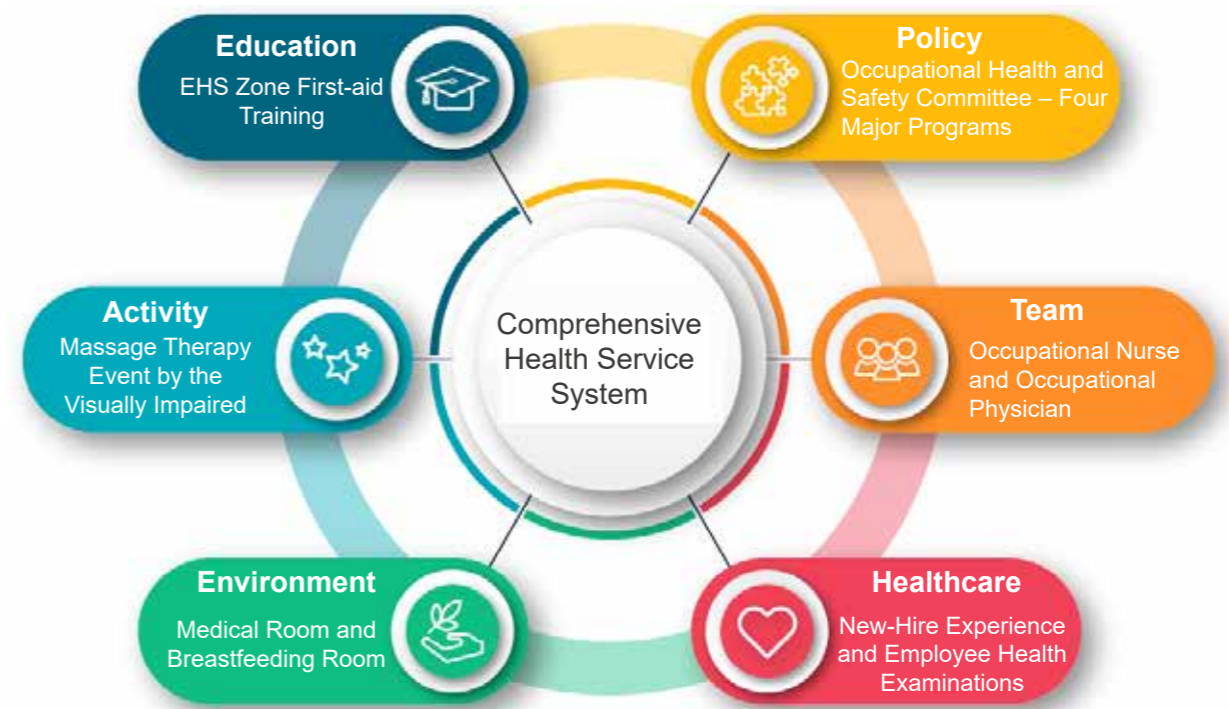 Education
EHS Zone First-aid
Training
Policy
Occupational Health and
Safety Committee – Four
Major Programs
Activity
Massage Therapy
Event by the
Visually Impaired
Comprehensive
Health Service
System
Team
Occupational Nurse
and Occupational
Physician
Environment
Medical Room and
Breastfeeding Room
Healthcare
New-Hire Experience
and Employee Health
Examinations